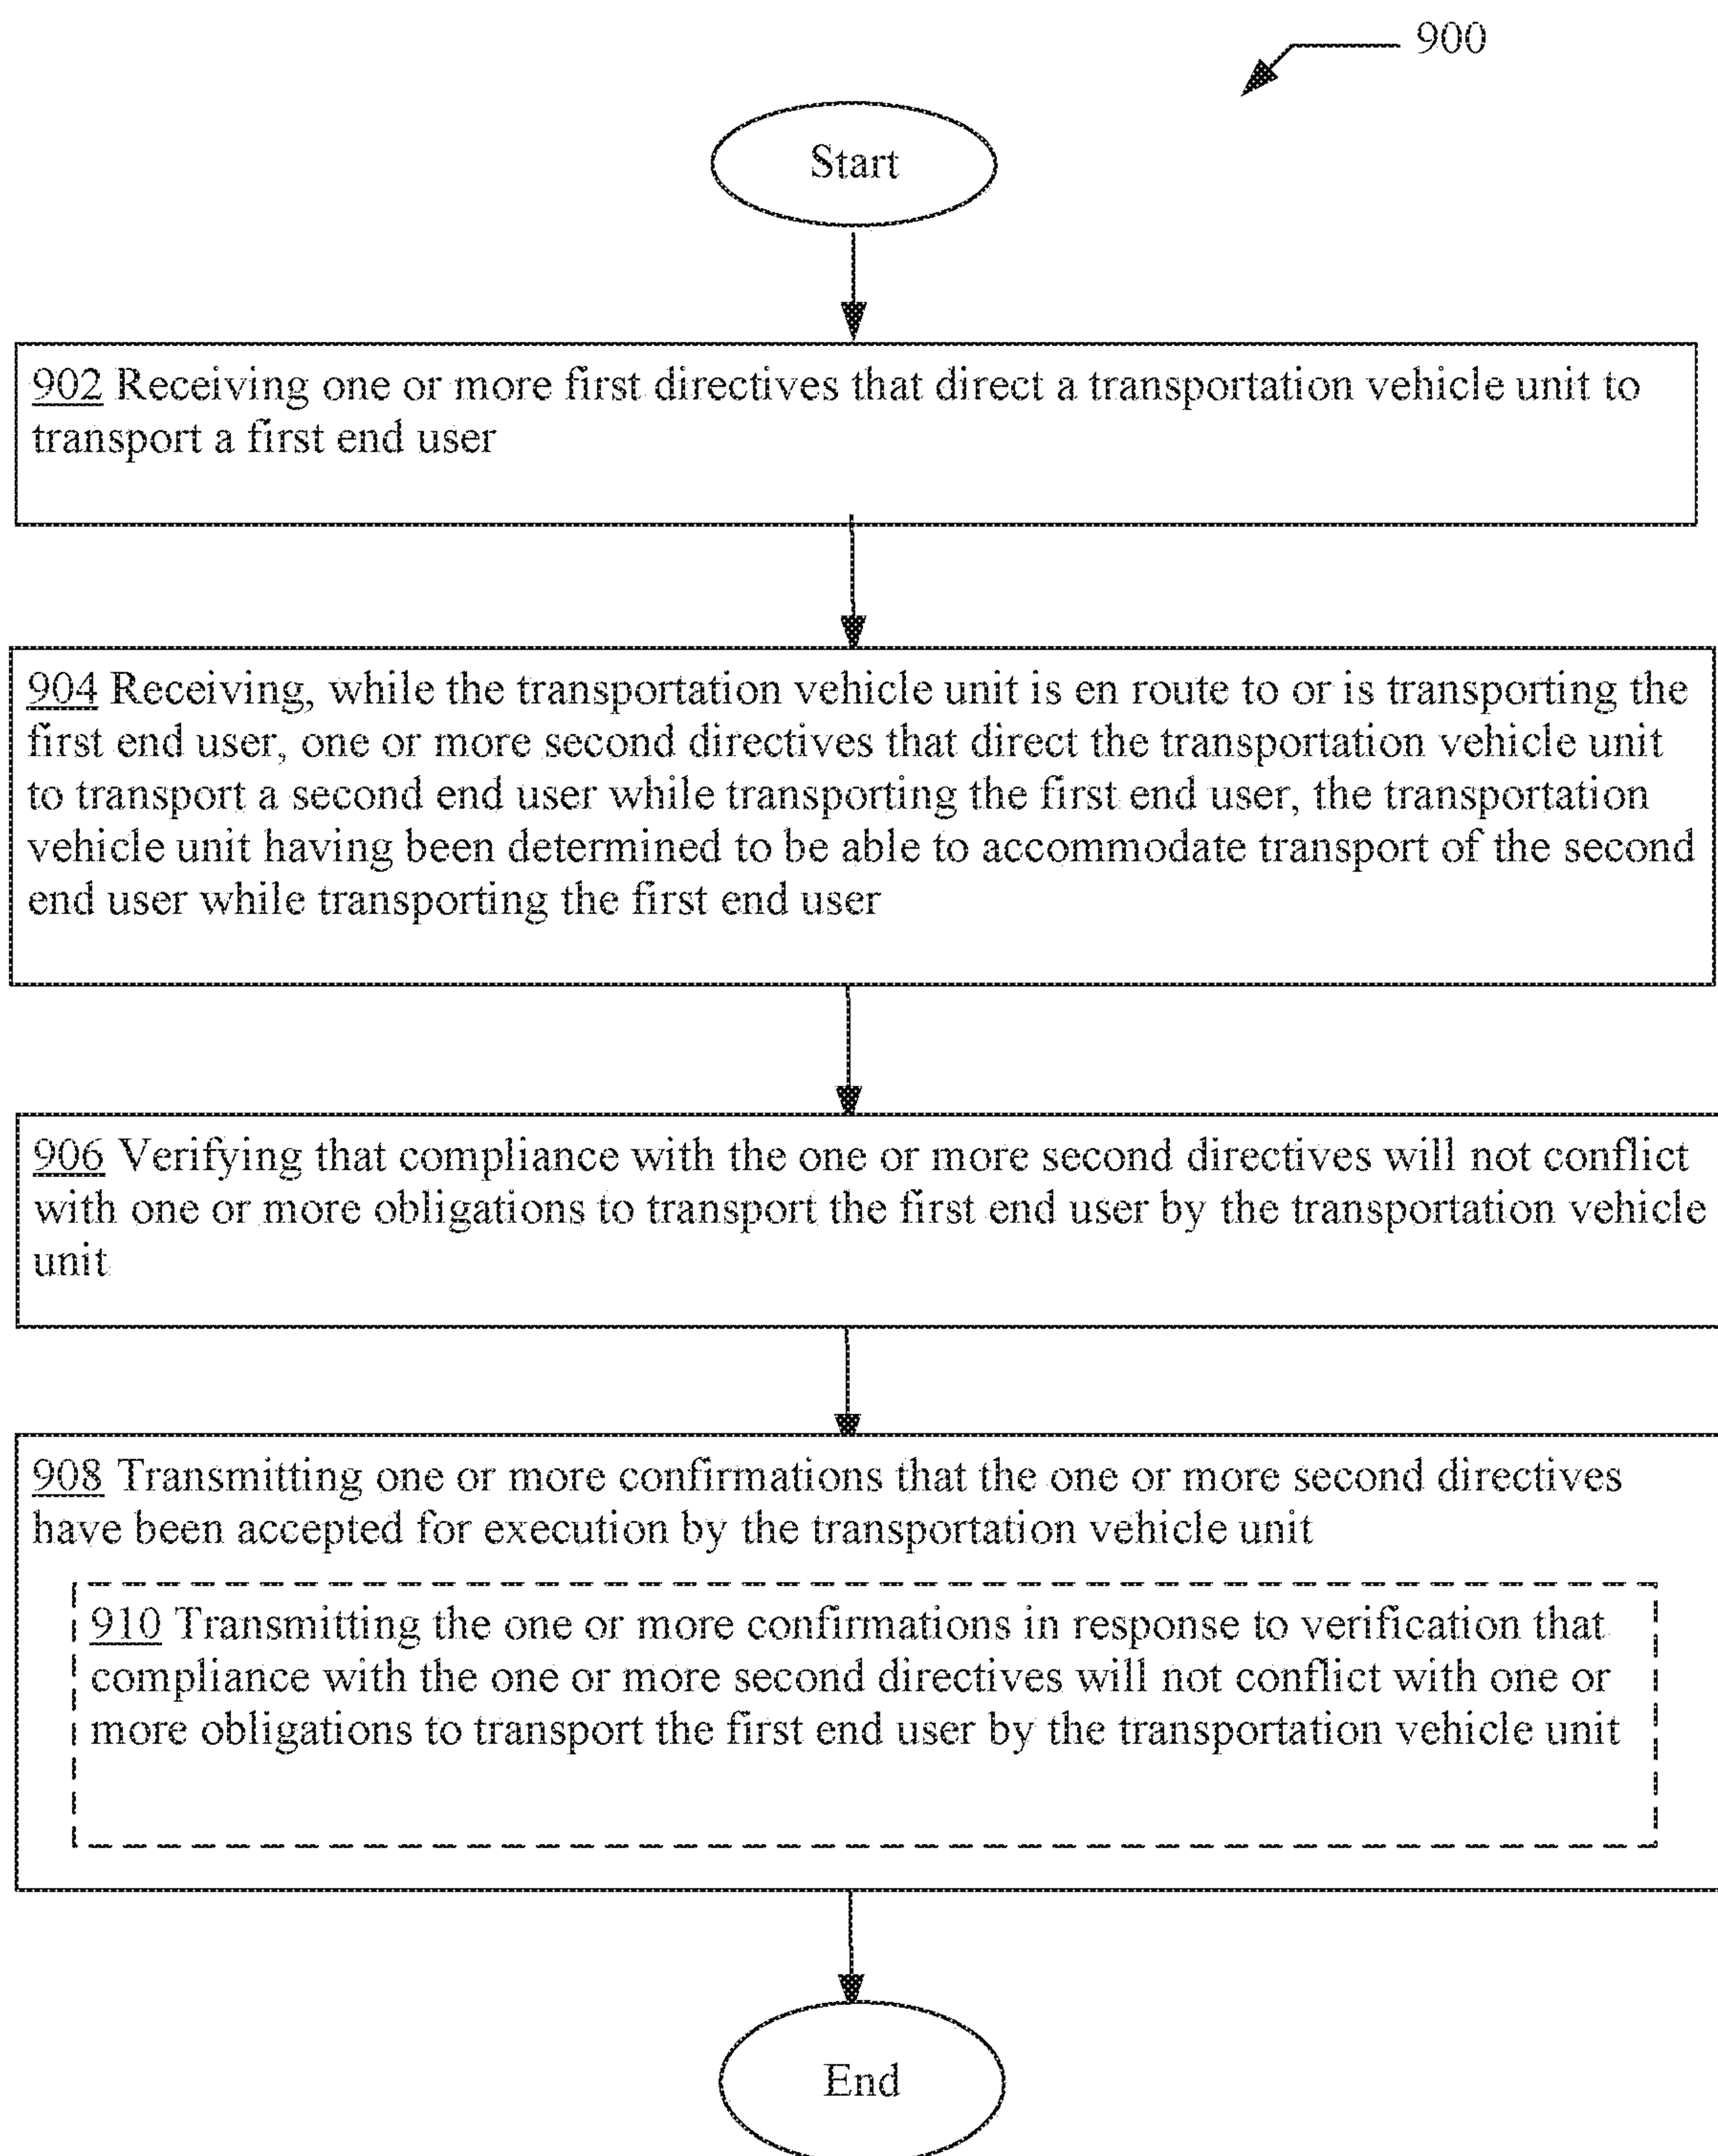 900
Start
902 Receiving one or more first directives that direct a transportation vehicle unit to
transport a first end user
904 Receiving, while the transportation vehicle unit is en route to or is transporting the
first end user, one or more second directives that direct the transportation vehicle unit
to transport a second end user while transporting the first end user, the transportation
vehicle unit having been determined to be able to accommodate transport of the second
end user while transporting the first end user
906 Verifying that compliance with the one or more second directives will not conflict
with one or more obligations to transport the first end user by the transportation vehicle
unit
908 Transmitting one or more confirmations that the one or more second directives
have been accepted for execution by the transportation vehicle unit
910 Transmitting the one or more confirmations in response to verification that
compliance with the one or more second directives will not conflict with one or
more obligations to transport the first end user by the transportation vehicle unit
End